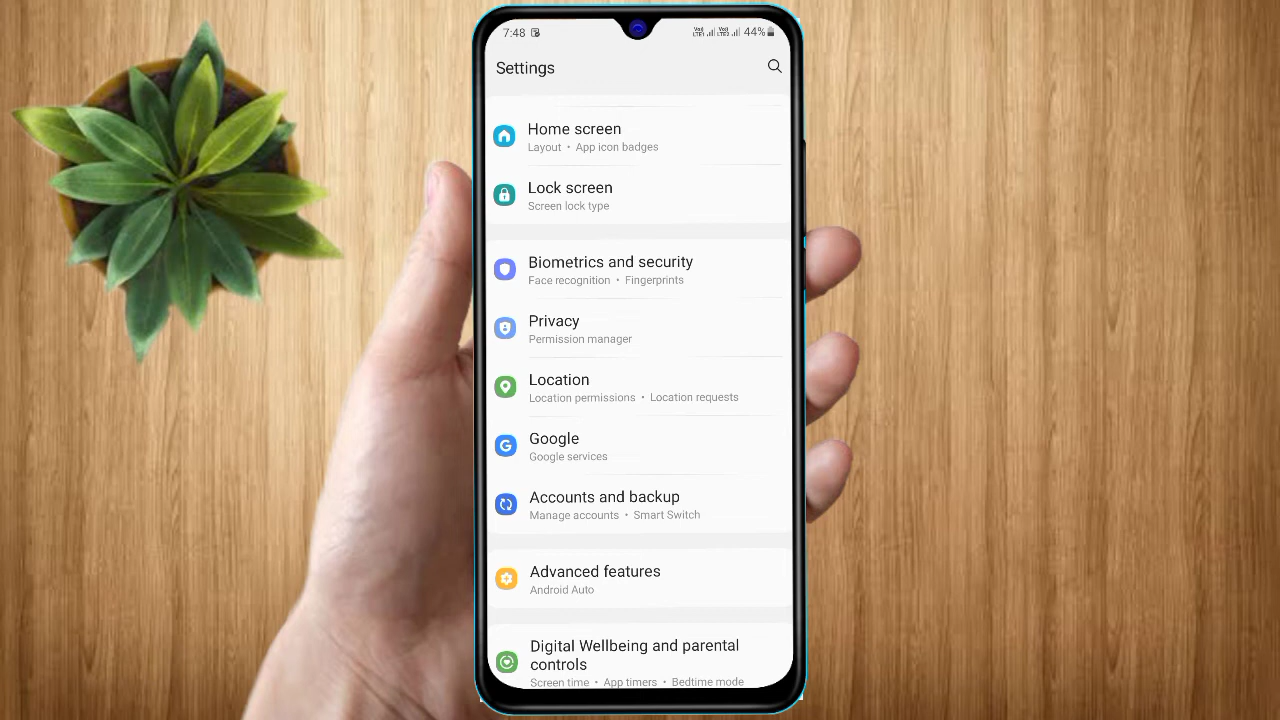 7:48 44%
Settings
Home screen
Layout • App icon badges
Lock screen
Screen lock type
Biometrics and security
Face recognition • Fingerprints
Privacy
Permission manager
Location
Location permissions • Location requests
Google
Google services
Accounts and backup
Manage accounts • Smart Switch
Advanced features
Android Auto
Digital Wellbeing and parental
controls
Screen time • App timers • Bedtime mode